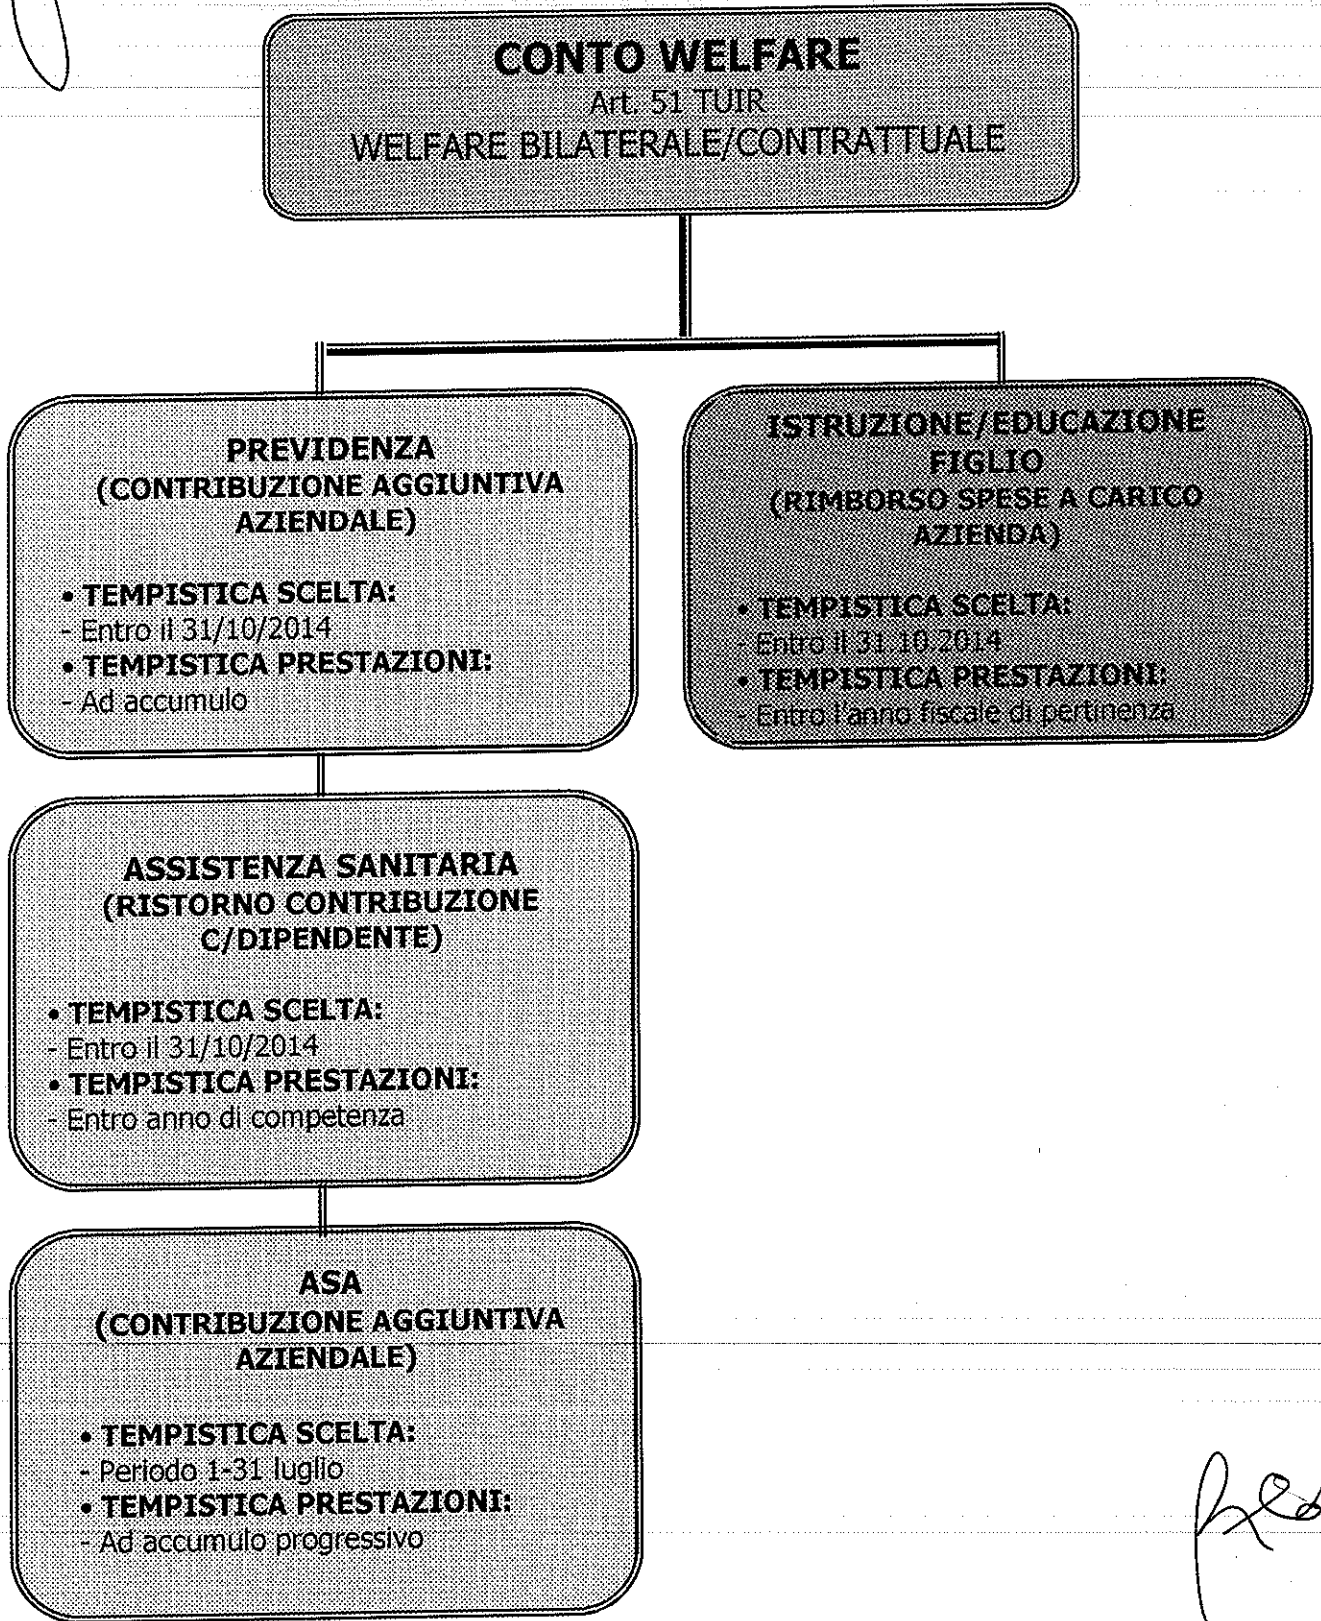 CONTO WELFARE
Art. 51 TUIR
WELFARE BILATERALE/CONTRATTUALE
PREVIDENZA
(CONTRIBUZIONE AGGIUNTIVA
AZIENDALE)
• TEMPISTICA SCELTA:
- Entro il 31/10/2014
• TEMPISTICA PRESTAZIONI:
- Ad accumulo
ISTRUZIONE/EDUCAZIONE
FIGLIO
(RIMBORSO SPESE A CARICO
AZIENDA)
• TEMPISTICA SCELTA:
- Entro il 31.10.2014
• TEMPISTICA PRESTAZIONI:
- Entro l'anno fiscale di pertinenza
ASSISTENZA SANITARIA
(RISTORNO CONTRIBUZIONE
C/DIPENDENTE)
• TEMPISTICA SCELTA:
- Entro il 31/10/2014
• TEMPISTICA PRESTAZIONI:
- Entro anno di competenza
ASA
(CONTRIBUZIONE AGGIUNTIVA
AZIENDALE)
• TEMPISTICA SCELTA:
- Periodo 1-31 luglio
• TEMPISTICA PRESTAZIONI:
- Ad accumulo progressivo